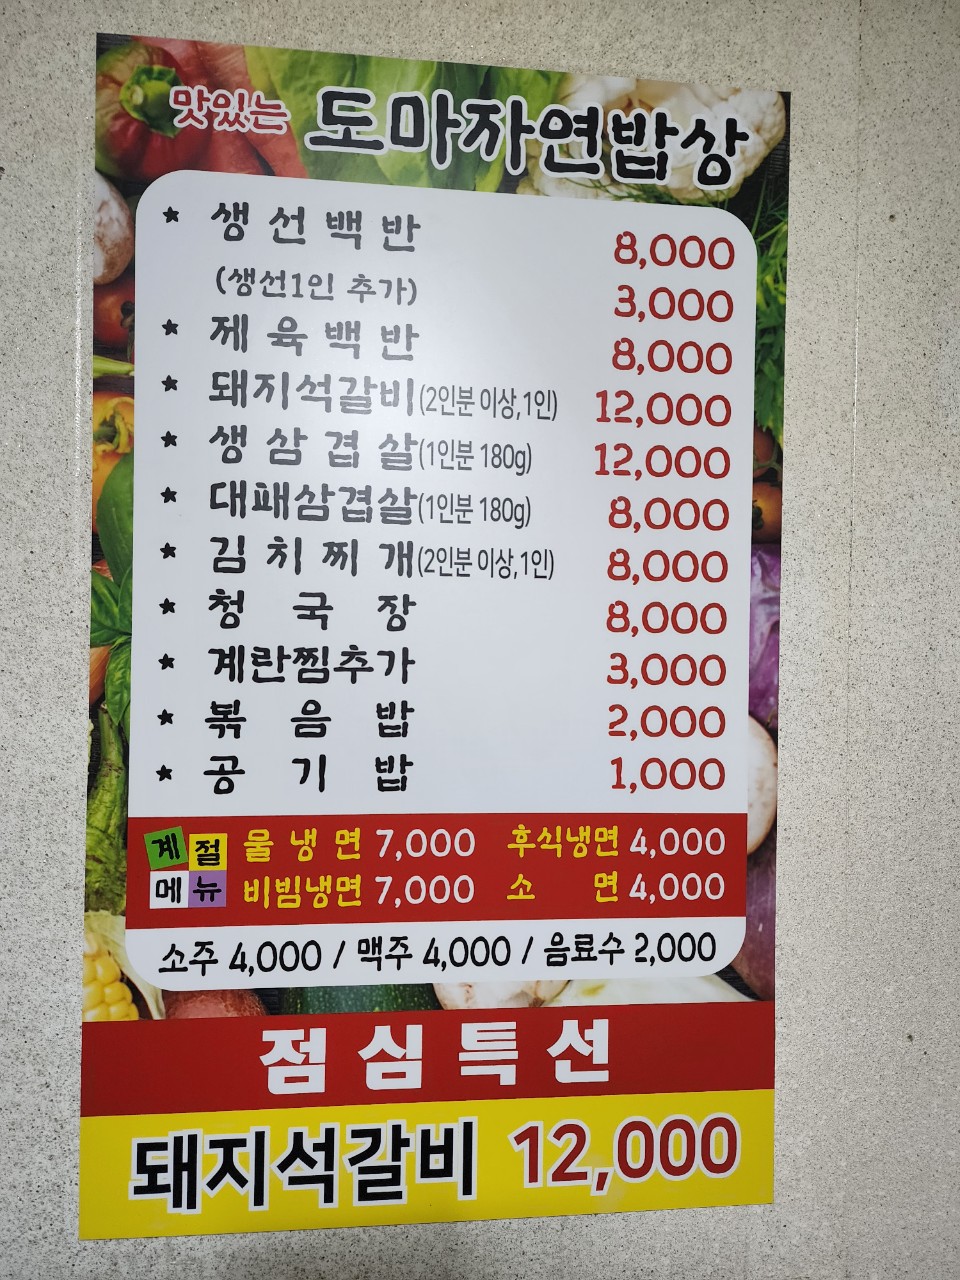 맛있는 도마자연밥상
★ 생선백반 8,000
(생선1인 추가) 3,000
★ 제육백반 8,000
★ 돼지석갈비(2인분 이상,1인) 12,000
★ 생삼겹살(1인분 180g) 12,000
★ 대패삼겹살(1인분 180g) 8,000
★ 김치찌개(2인분 이상,1인) 8,000
★ 청국장 8,000
★ 계란찜추가 3,000
★ 볶음밥 2,000
★ 공기밥 1,000
계절 물냉면 7,000 후식냉면 4,000
메뉴 비빔냉면 7,000 소면 4,000
소주 4,000 / 맥주 4,000 / 음료수 2,000
점심특선
돼지석갈비 12,000